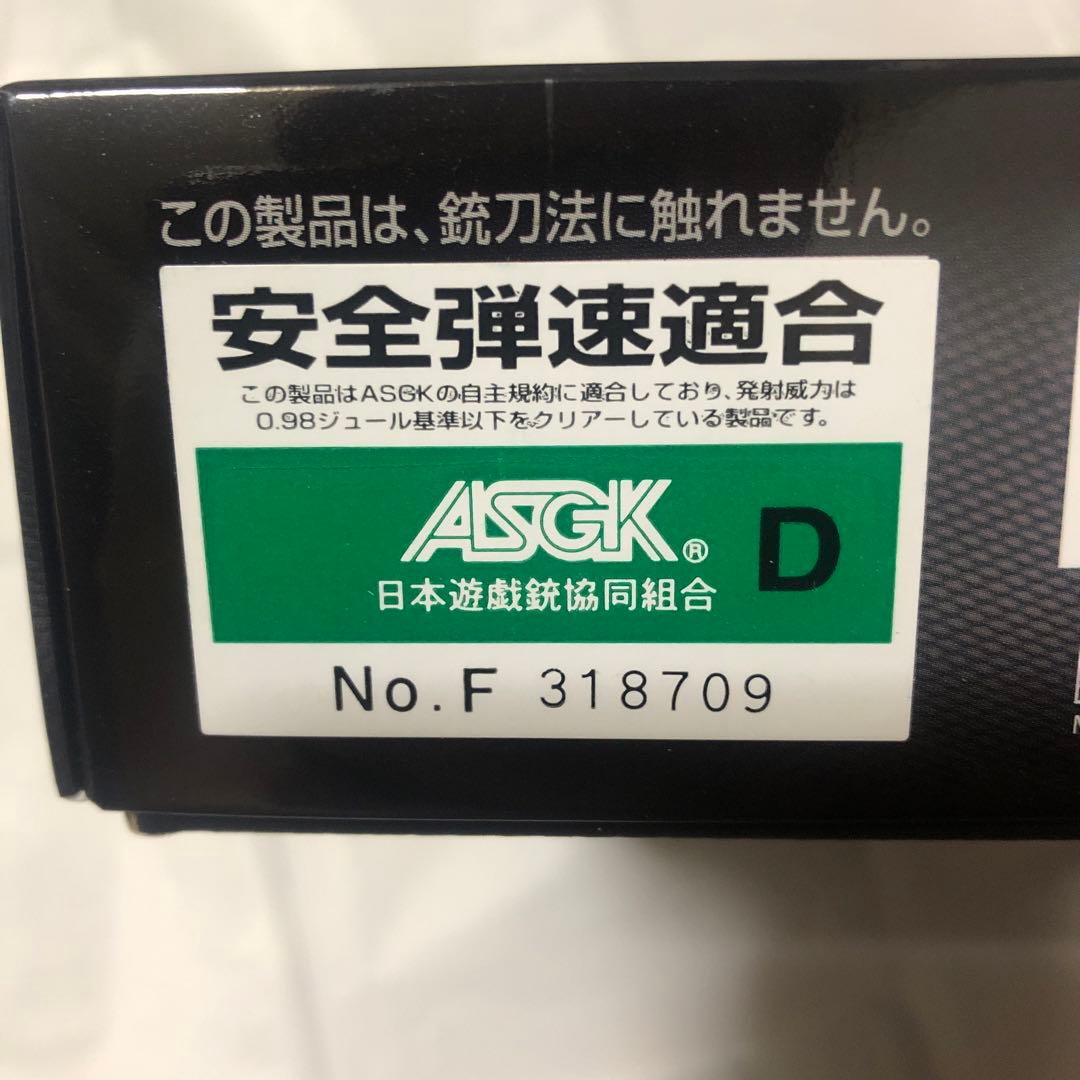 この製品は、銃刀法に触れません。
安全弾速適合
この製品はASGKの自主規約に適合しており、発射威力は
0.98ジュール基準以下をクリアーしている製品です。
ASGK® D
日本遊戯銃協同組合
No. F 318709